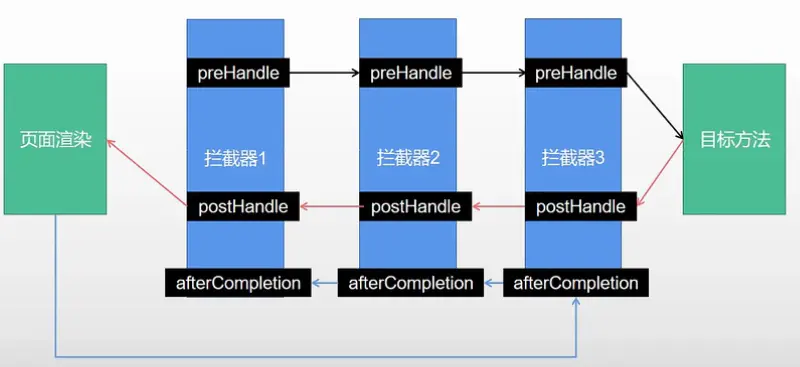 preHandle
preHandle
preHandle
页面渲染
拦截器1
拦截器2
拦截器3
目标方法
postHandle
postHandle
postHandle
afterCompletion
afterCompletion
afterCompletion